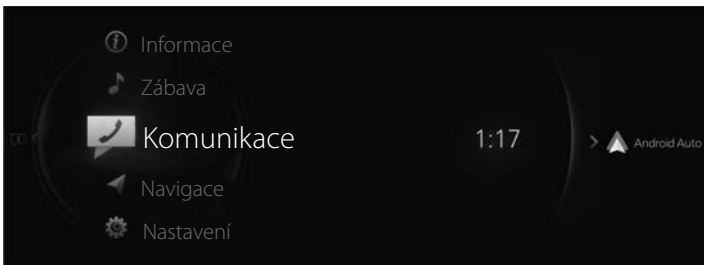 Informace
Zábava
Komunikace
1:17
Android Auto
Navigace
Nastavení